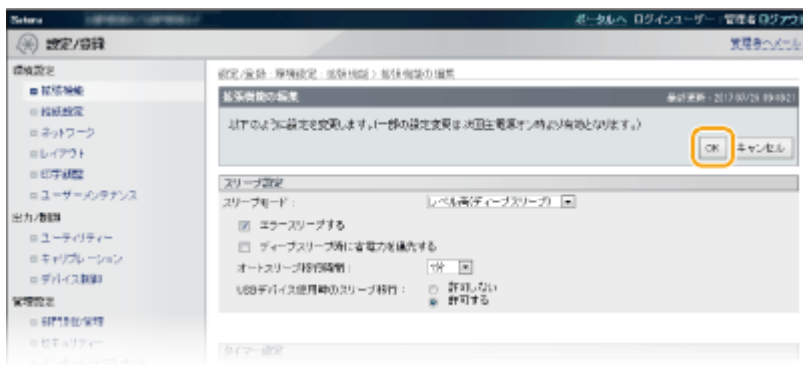 Satera
ポータルへ ログインユーザー: 管理者 ログアウト
設定/登録
管理者へメール
環境設定
拡張機能
給紙設定
ネットワーク
レイアウト
印字調整
ユーザーメンテナンス
出力/制御
ユーティリティー
キャリブレーション
デバイス制御
管理設定
部門別ID管理
セキュリティー
設定/登録 : 環境設定 : 拡張機能 > 拡張機能の編集
拡張機能の編集
最終更新 :
以下のように設定を変更します。(一部の設定変更は次回主電源オン時より有効となります。)
OK
キャンセル
スリープ設定
スリープモード :
レベル高(ディープスリープ)
エラースリープする
ディープスリープ時に省電力を優先する
オートスリープ移行時間 :
1分
USBデバイス使用時のスリープ移行 :
許可しない
許可する
タイマー設定